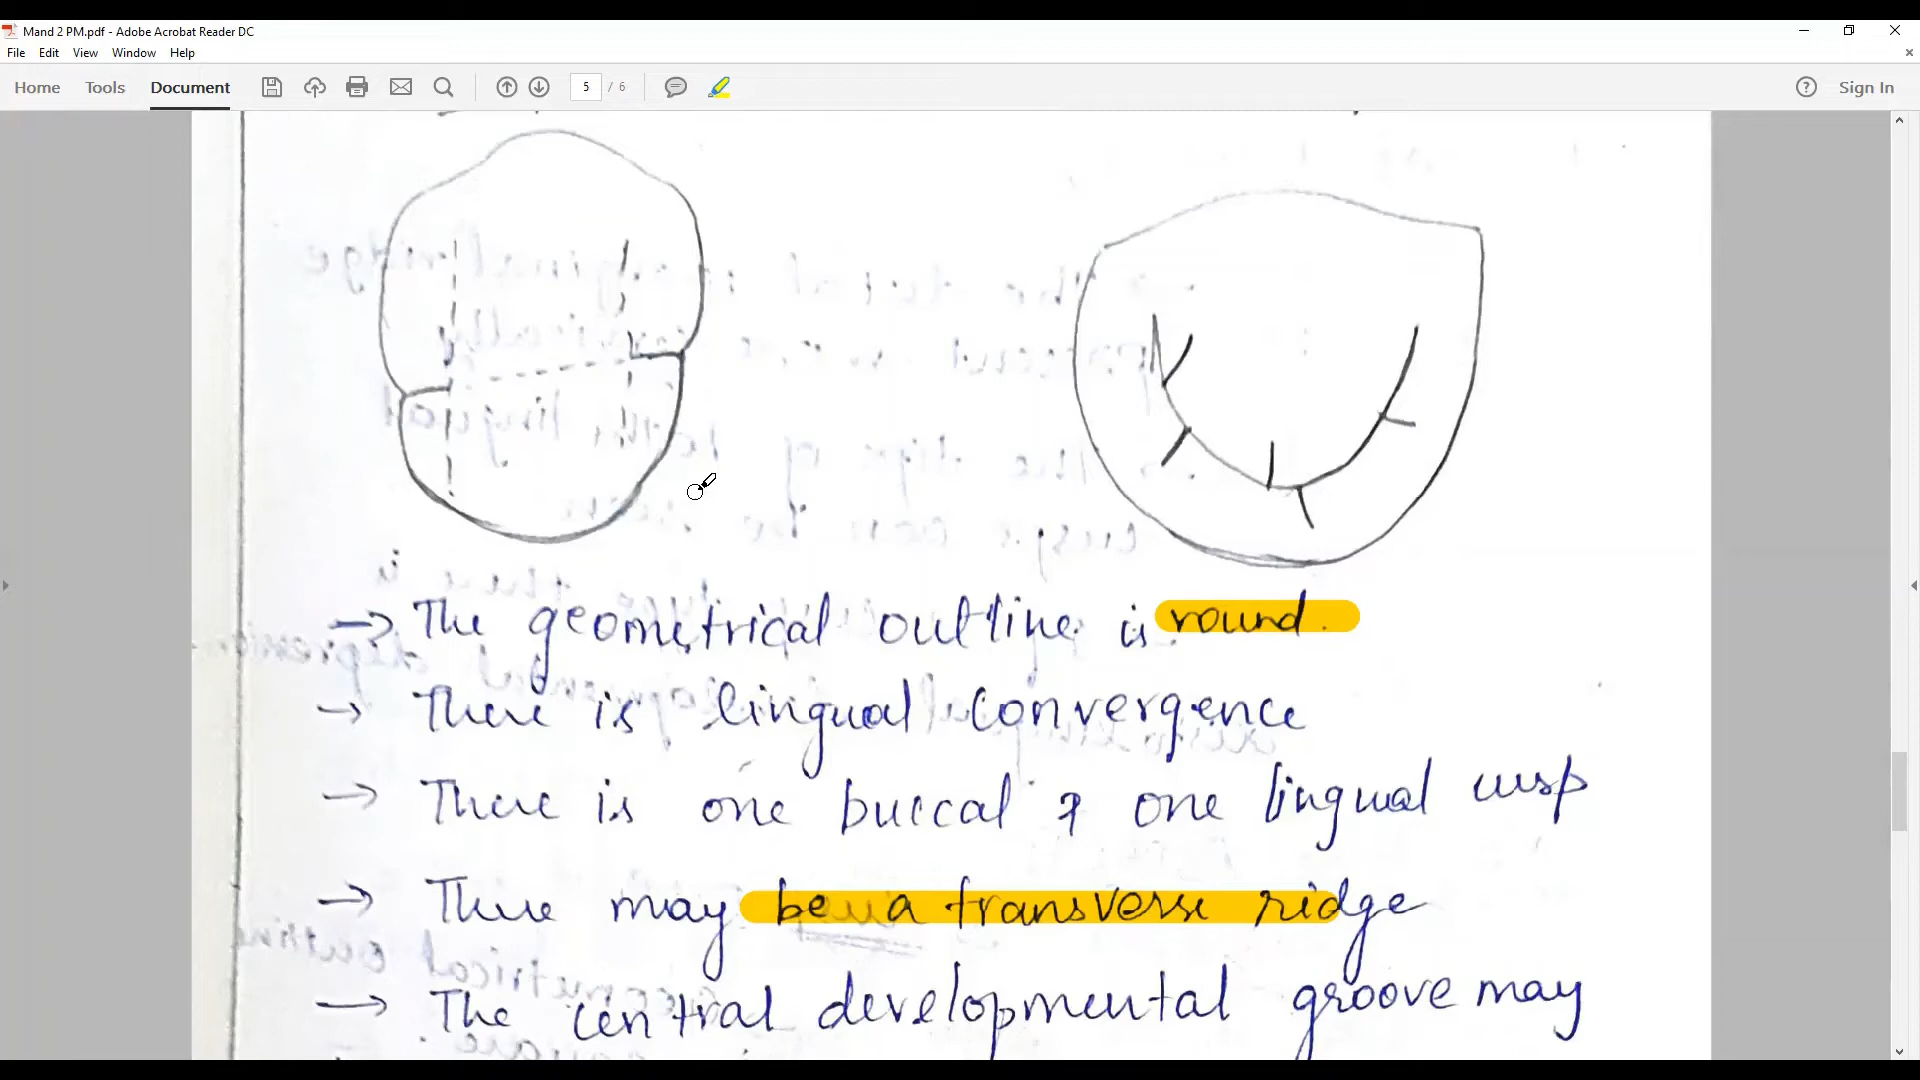 Mand 2 PM.pdf - Adobe Acrobat Reader DC
File Edit View Window Help
Home Tools Document 5 / 6 Sign In
→ The geometrical outline is round.
→ There is lingual convergence
→ There is one buccal & one lingual cusp
→ There may be a transverse ridge
→ The central developmental groove may